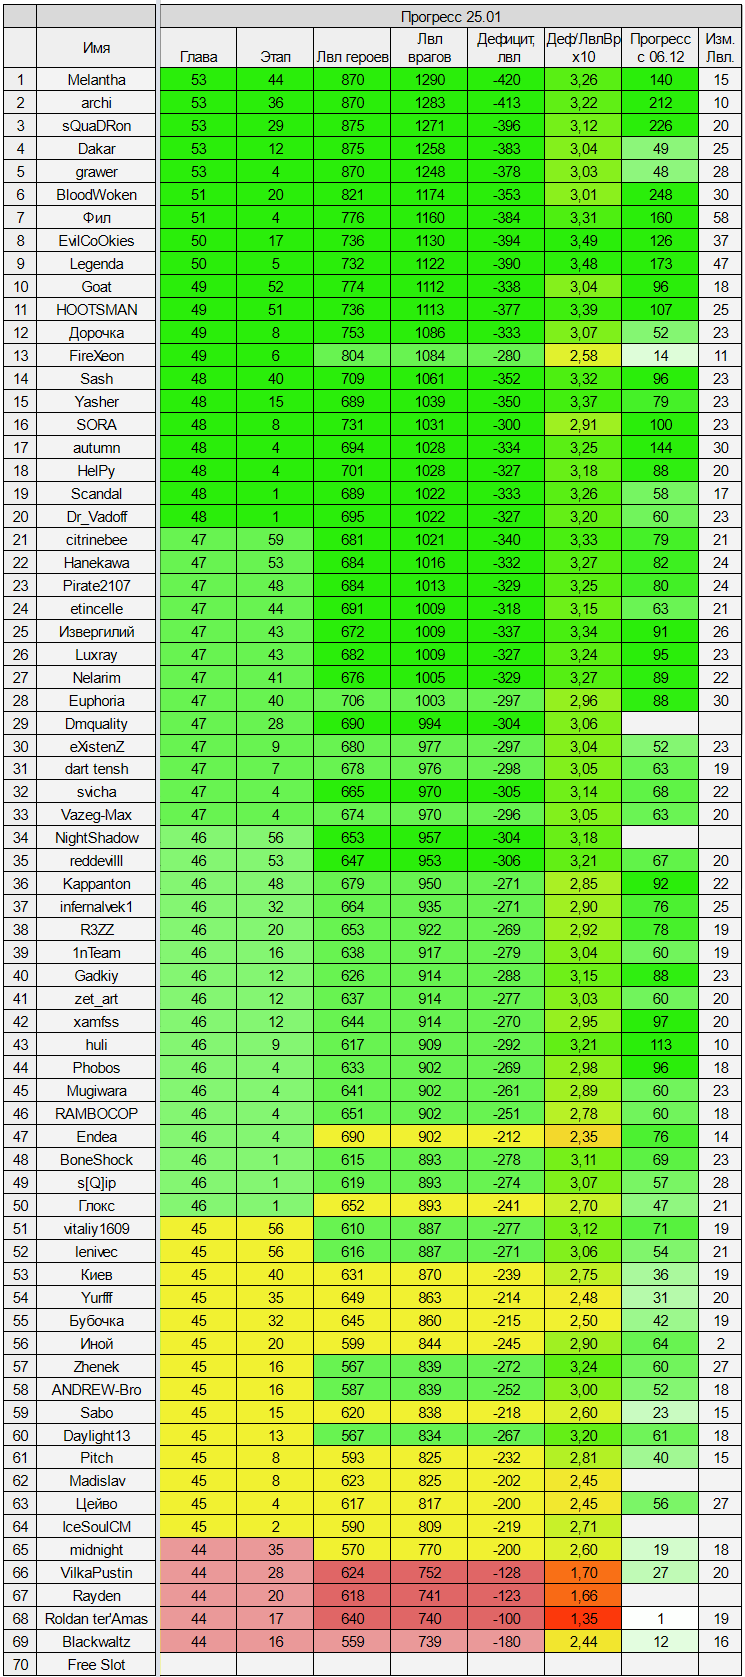 Прогресс 25.01
Имя Глава Этап Лвл героев Лвл врагов Дефицит, лвл Деф/ЛвлВр х10 Прогресс с 06.12 Изм. Лвл.
1 Melantha 53 44 870 1290 -420 3,26 140 15
2 archi 53 36 870 1283 -413 3,22 212 10
3 sQuaDRon 53 29 875 1271 -396 3,12 226 20
4 Dakar 53 12 875 1258 -383 3,04 49 25
5 grawer 53 4 870 1248 -378 3,03 48 28
6 BloodWoken 51 20 821 1174 -353 3,01 248 30
7 Фил 51 4 776 1160 -384 3,31 160 58
8 EvilCoOkies 50 17 736 1130 -394 3,49 126 37
9 Legenda 50 5 732 1122 -390 3,48 173 47
10 Goat 49 52 774 1112 -338 3,04 96 18
11 HOOTSMAN 49 51 736 1113 -377 3,39 107 25
12 Дорочка 49 8 753 1086 -333 3,07 52 23
13 FireXeon 49 6 804 1084 -280 2,58 14 11
14 Sash 48 40 709 1061 -352 3,32 96 23
15 Yasher 48 15 689 1039 -350 3,37 79 23
16 SORA 48 8 731 1031 -300 2,91 100 23
17 autumn 48 4 694 1028 -334 3,25 144 30
18 HelPy 48 4 701 1028 -327 3,18 88 20
19 Scandal 48 1 689 1022 -333 3,26 58 17
20 Dr_Vadoff 48 1 695 1022 -327 3,20 60 23
21 citrinebee 47 59 681 1021 -340 3,33 79 21
22 Hanekawa 47 53 684 1016 -332 3,27 82 24
23 Pirate2107 47 48 684 1013 -329 3,25 80 24
24 etincelle 47 44 691 1009 -318 3,15 63 21
25 Извергилий 47 43 672 1009 -337 3,34 91 26
26 Luxray 47 43 682 1009 -327 3,24 95 23
27 Nelarim 47 41 676 1005 -329 3,27 89 22
28 Euphoria 47 40 706 1003 -297 2,96 88 30
29 Dmquality 47 28 690 994 -304 3,06
30 eXistenZ 47 9 680 977 -297 3,04 52 23
31 dart tensh 47 7 678 976 -298 3,05 63 19
32 svicha 47 4 665 970 -305 3,14 68 22
33 Vazeg-Max 47 4 674 970 -296 3,05 63 20
34 NightShadow 46 56 653 957 -304 3,18
35 reddevilll 46 53 647 953 -306 3,21 67 20
36 Kappanton 46 48 679 950 -271 2,85 92 22
37 infernalvek1 46 32 664 935 -271 2,90 76 25
38 R3ZZ 46 20 653 922 -269 2,92 78 19
39 1nTeam 46 16 638 917 -279 3,04 60 19
40 Gadkiy 46 12 626 914 -288 3,15 88 23
41 zet_art 46 12 637 914 -277 3,03 60 20
42 xamfss 46 12 644 914 -270 2,95 97 20
43 huli 46 9 617 909 -292 3,21 113 10
44 Phobos 46 4 633 902 -269 2,98 96 18
45 Mugiwara 46 4 641 902 -261 2,89 60 23
46 RAMBOCOP 46 4 651 902 -251 2,78 60 18
47 Endea 46 4 690 902 -212 2,35 76 14
48 BoneShock 46 1 615 893 -278 3,11 69 23
49 s[Q]ip 46 1 619 893 -274 3,07 57 28
50 Глокс 46 1 652 893 -241 2,70 47 21
51 vitaliy1609 45 56 610 887 -277 3,12 71 19
52 lenivec 45 56 616 887 -271 3,06 54 21
53 Киев 45 40 631 870 -239 2,75 36 19
54 Yurfff 45 35 649 863 -214 2,48 31 20
55 Бубочка 45 32 645 860 -215 2,50 42 19
56 Иной 45 20 599 844 -245 2,90 64 2
57 Zhenek 45 16 567 839 -272 3,24 60 27
58 ANDREW-Bro 45 16 587 839 -252 3,00 52 18
59 Sabo 45 15 620 838 -218 2,60 23 15
60 Daylight13 45 13 567 834 -267 3,20 61 18
61 Pitch 45 8 593 825 -232 2,81 40 15
62 Madislav 45 8 623 825 -202 2,45
63 Цейво 45 4 617 817 -200 2,45 56 27
64 IceSoulCM 45 2 590 809 -219 2,71
65 midnight 44 35 570 770 -200 2,60 19 18
66 VilkaPustin 44 28 624 752 -128 1,70 27 20
67 Rayden 44 20 618 741 -123 1,66
68 Roldan ter'Amas 44 17 640 740 -100 1,35 1 19
69 Blackwaltz 44 16 559 739 -180 2,44 12 16
70 Free Slot